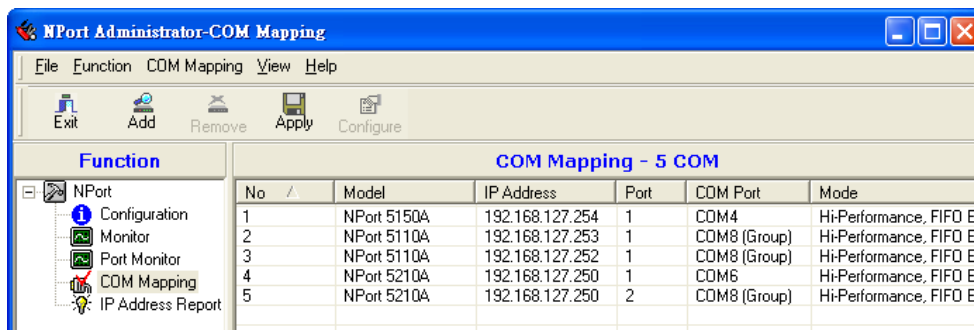 NPort Administrator-COM Mapping
File Function COM Mapping View Help
Exit Add Remove Apply Configure
Function
COM Mapping - 5 COM
NPort
Configuration
Monitor
Port Monitor
COM Mapping
IP Address Report
No Model IP Address Port COM Port Mode
1 NPort 5150A 192.168.127.254 1 COM4 Hi-Performance, FIFO E
2 NPort 5110A 192.168.127.253 1 COM8 (Group) Hi-Performance, FIFO E
3 NPort 5110A 192.168.127.252 1 COM8 (Group) Hi-Performance, FIFO E
4 NPort 5210A 192.168.127.250 1 COM6 Hi-Performance, FIFO E
5 NPort 5210A 192.168.127.250 2 COM8 (Group) Hi-Performance, FIFO E